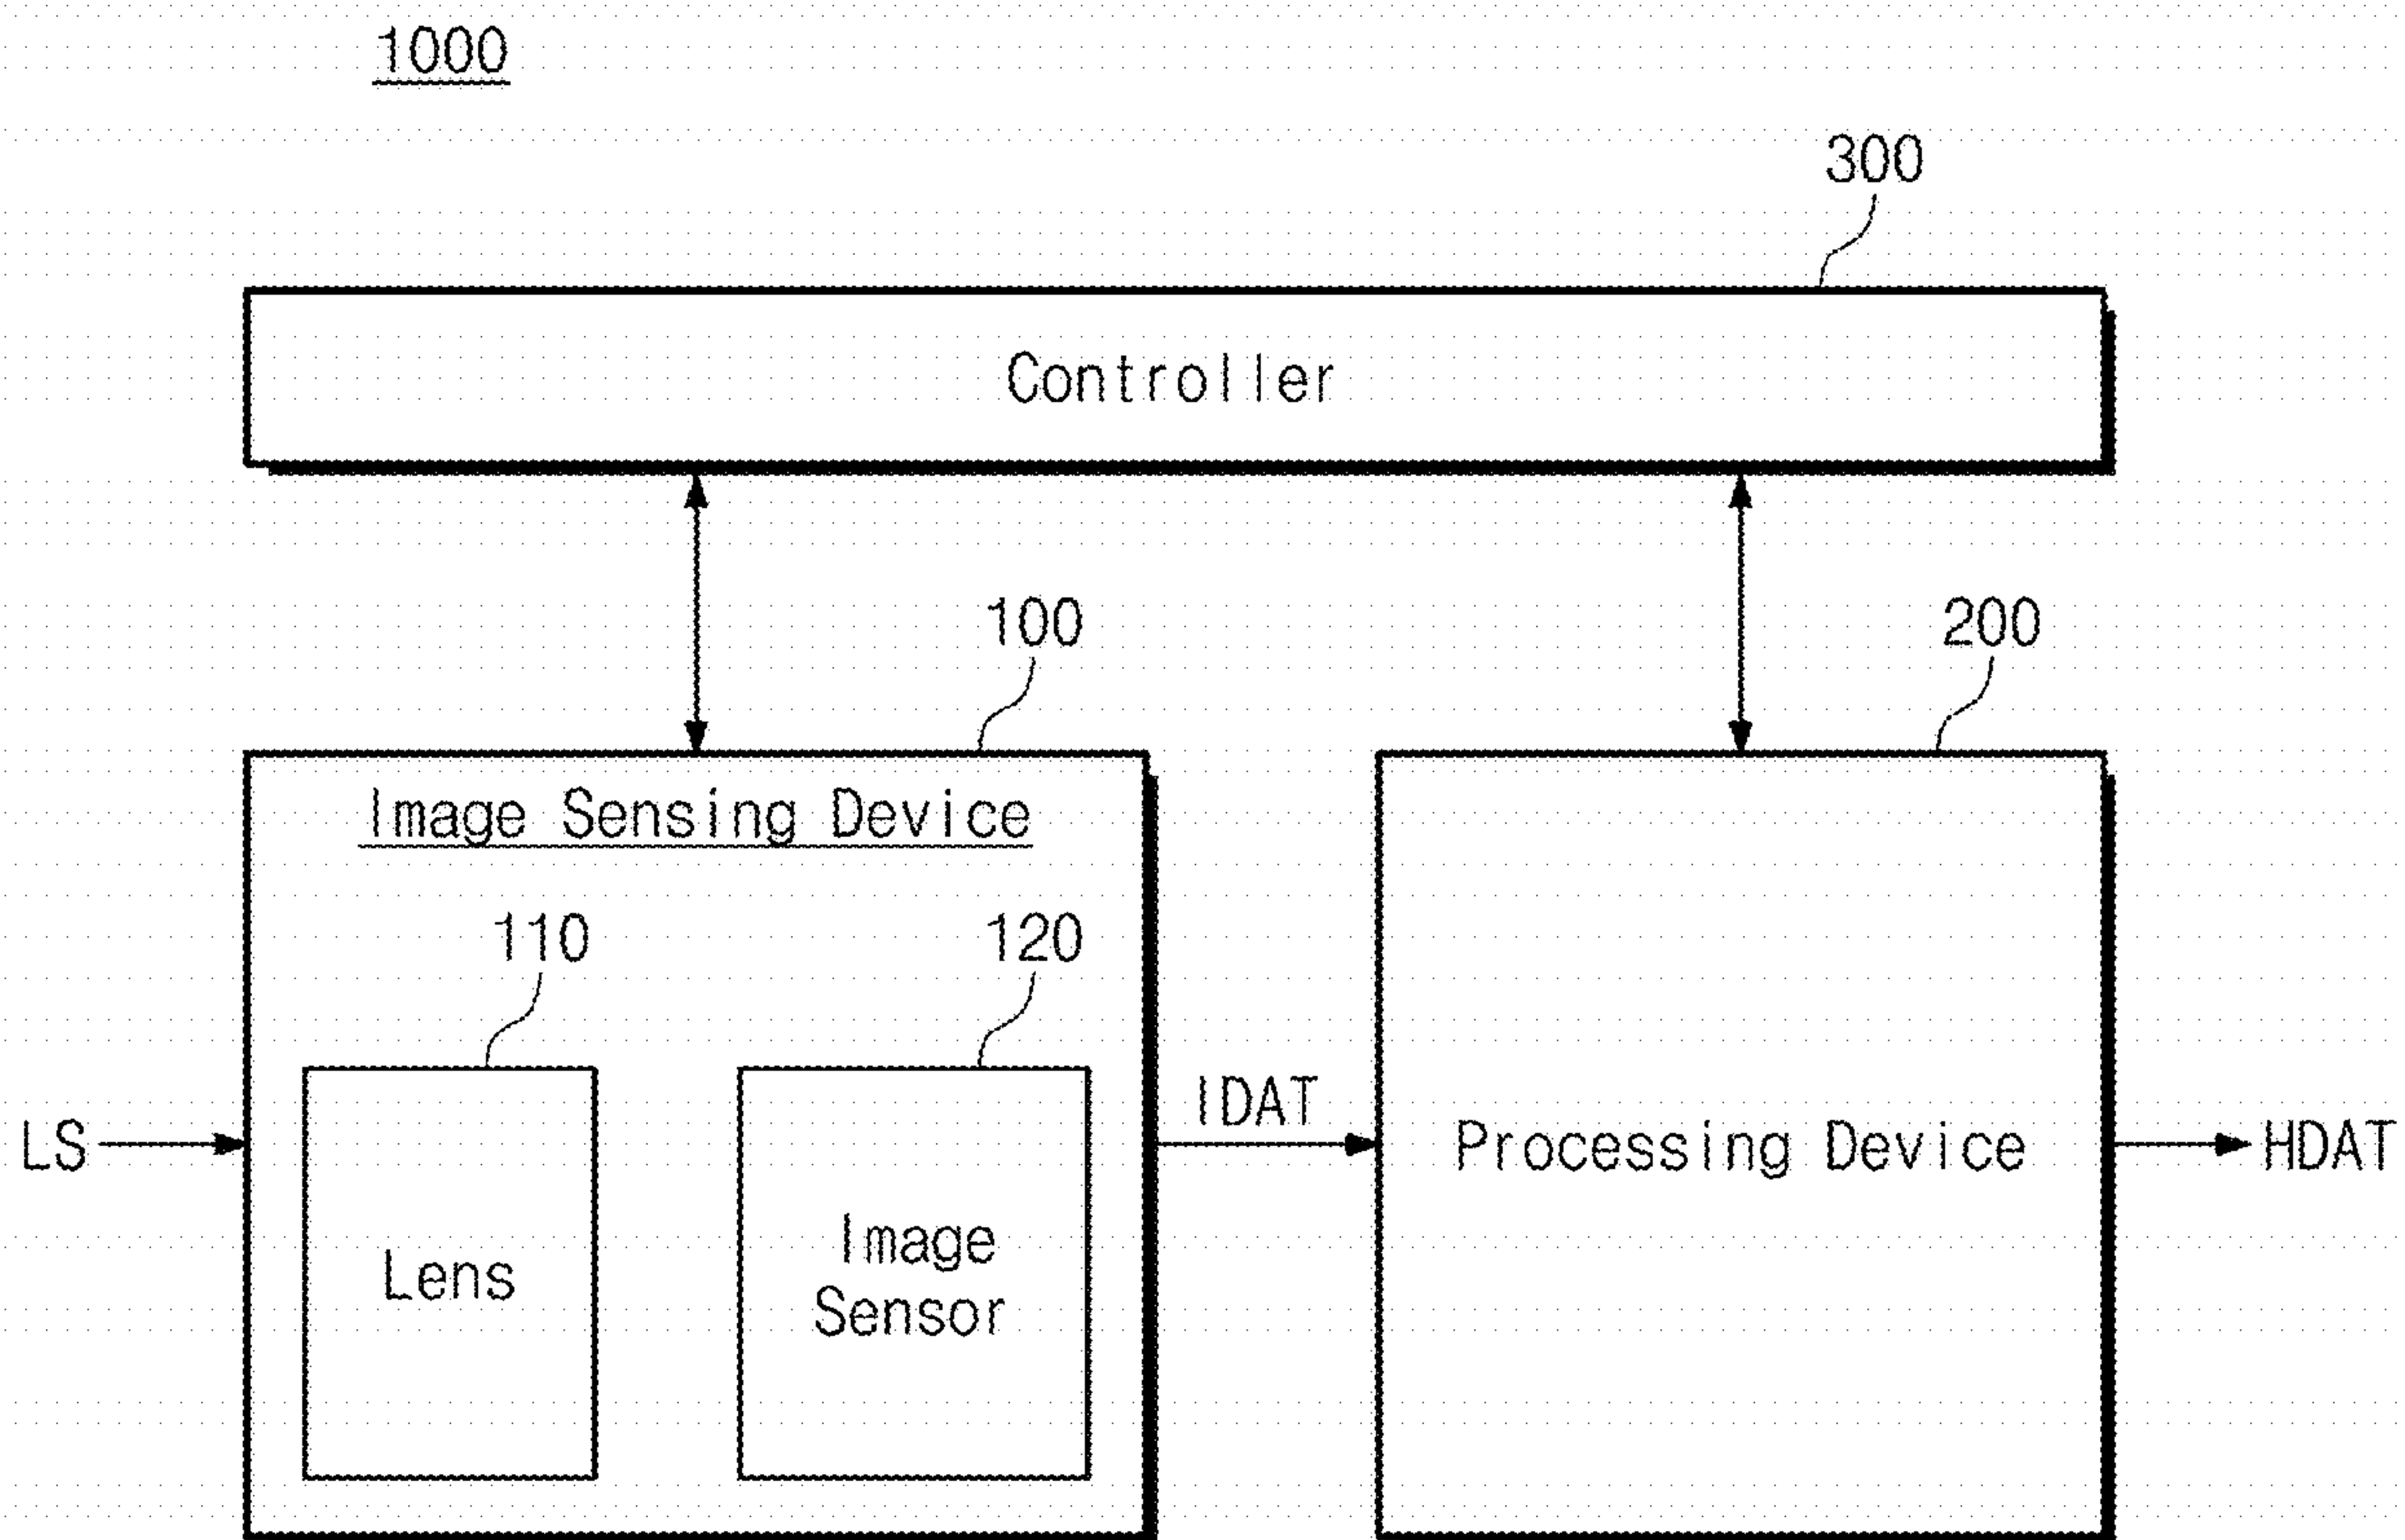 1000
300
Controller
100
200
Image Sensing Device
110
120
LS
Lens
Image
Sensor
IDAT
Processing Device
HDAT